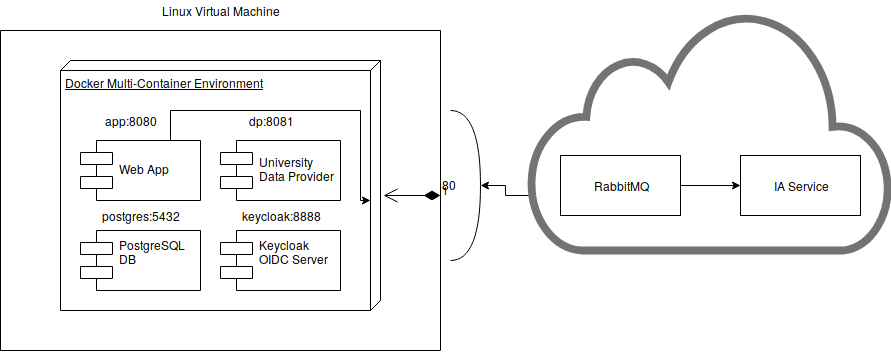 Linux Virtual Machine
Docker Multi-Container Environment
app:8080
dp:8081
Web App
University
Data Provider
postgres:5432
keycloak:8888
PostgreSQL
DB
Keycloak
OIDC Server
80
RabbitMQ
IA Service